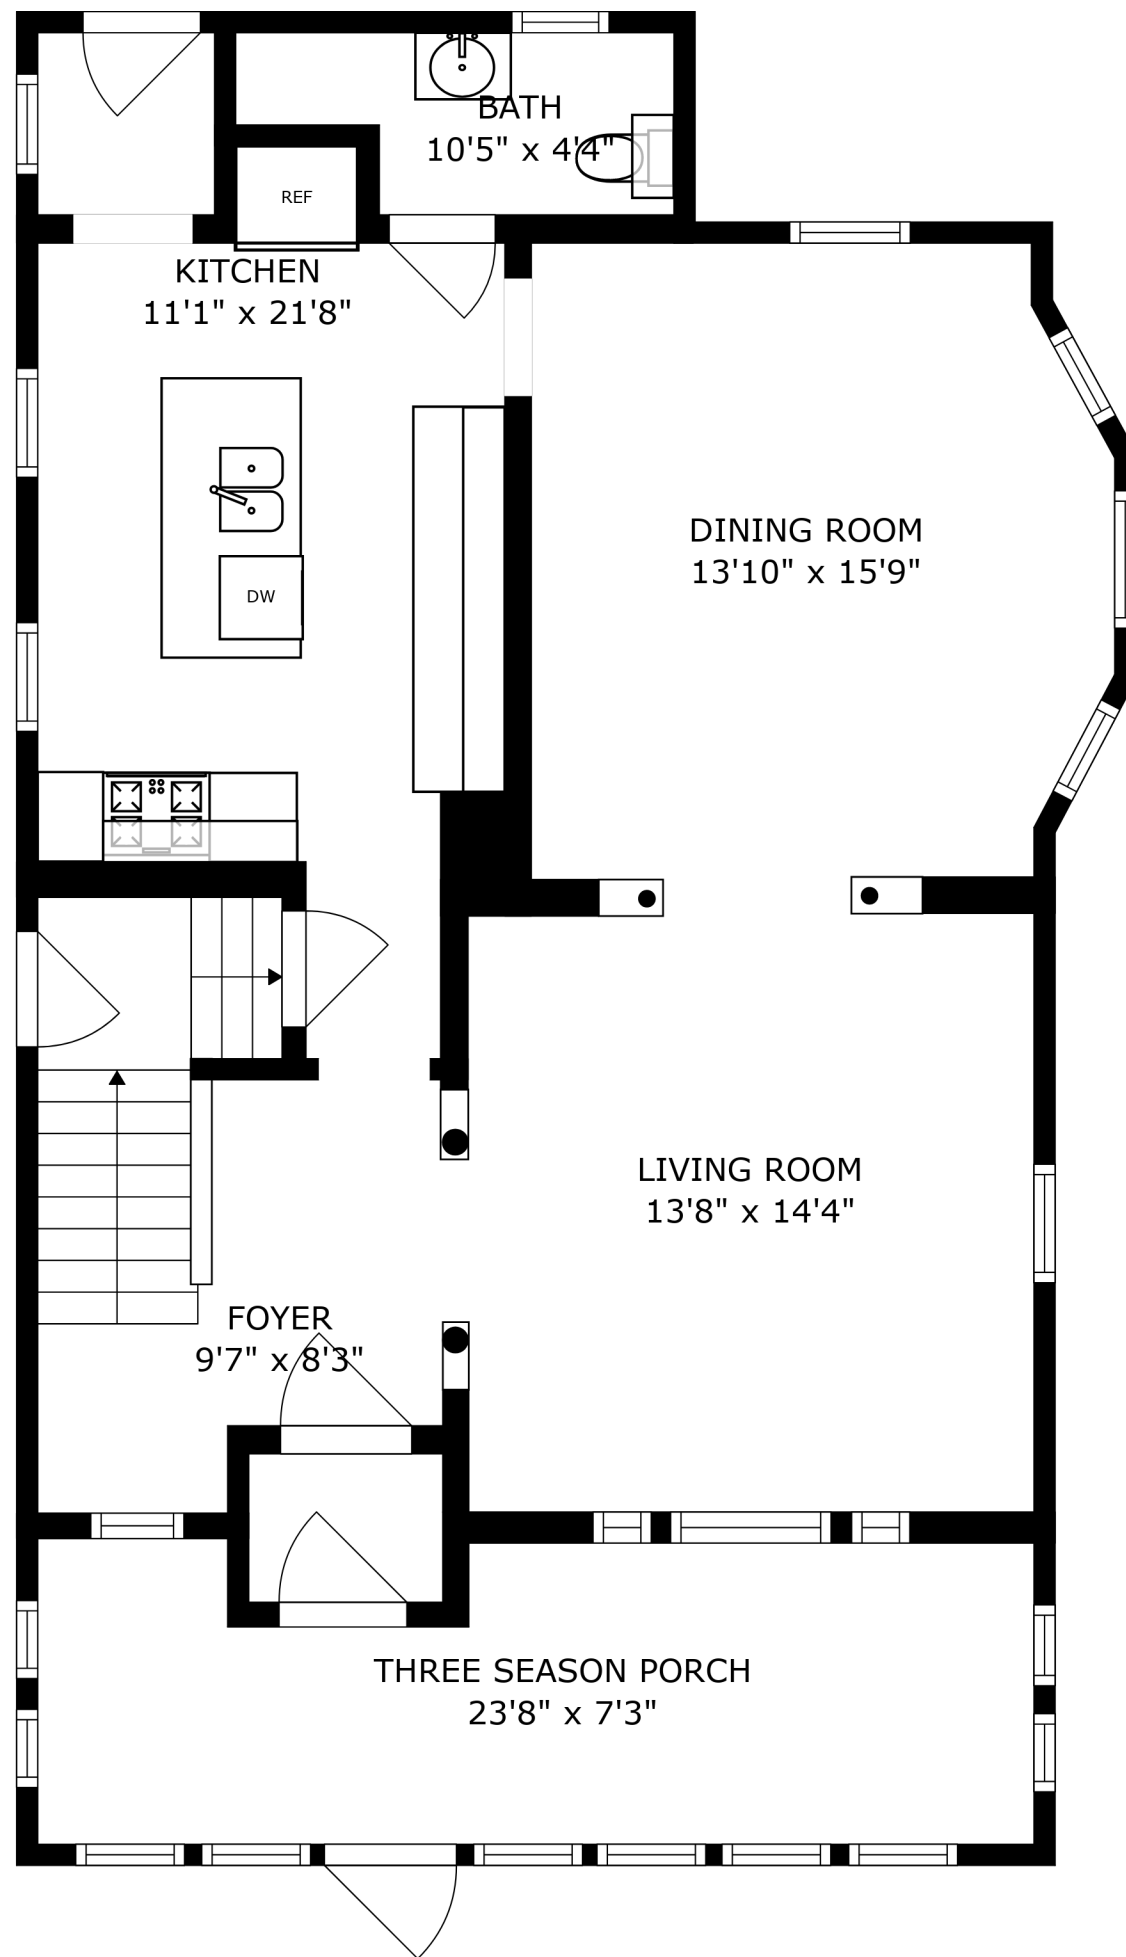 BATH
10'5" x 4'4"
REF
KITCHEN
11'1" x 21'8"
DINING ROOM
13'10" x 15'9"
DW
LIVING ROOM
13'8" x 14'4"
FOYER
9'7" x 8'3"
THREE SEASON PORCH
23'8" x 7'3"